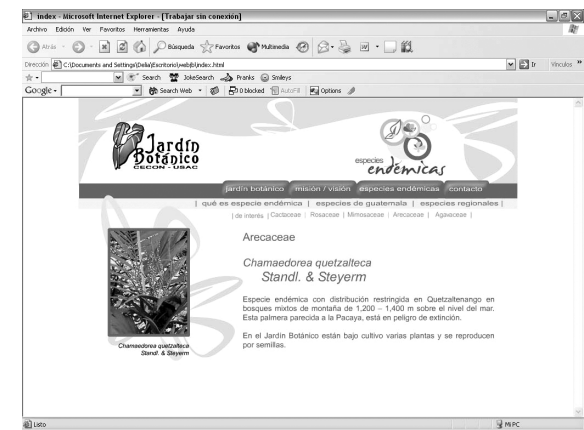 index - Microsoft Internet Explorer - [Trabajar sin conexión]
Archivo Edición Ver Favoritos Herramientas Ayuda
Atrás Búsqueda Favoritos Multimedia
Dirección C:\Documents and Settings\Delia\Escritorio\web\jb\index.html Ir Vínculos »
Search JokeSearch Pranks Smileys
Google Search Web 0 blocked AutoFill Options
Jardín
Botánico
CECON - USAC
especies
endémicas
jardín botánico misión / visión especies endémicas contacto
| qué es especie endémica | especies de guatemala | especies regionales |
| de interés | Cactaceae | Rosaceae | Mimosaceae | Arecaceae | Agavaceae |
Arecaceae
Chamaedorea quetzalteca
Standl. & Steyerm
Especie endémica con distribución restringida en Quetzaltenango en
bosques mixtos de montaña de 1,200 – 1,400 m sobre el nivel del mar.
Esta palmera parecida a la Pacaya, está en peligro de extinción.
En el Jardín Botánico están bajo cultivo varias plantas y se reproducen
por semillas.
Chamaedorea quetzalteca
Standl. & Steyerm
Listo Mi PC